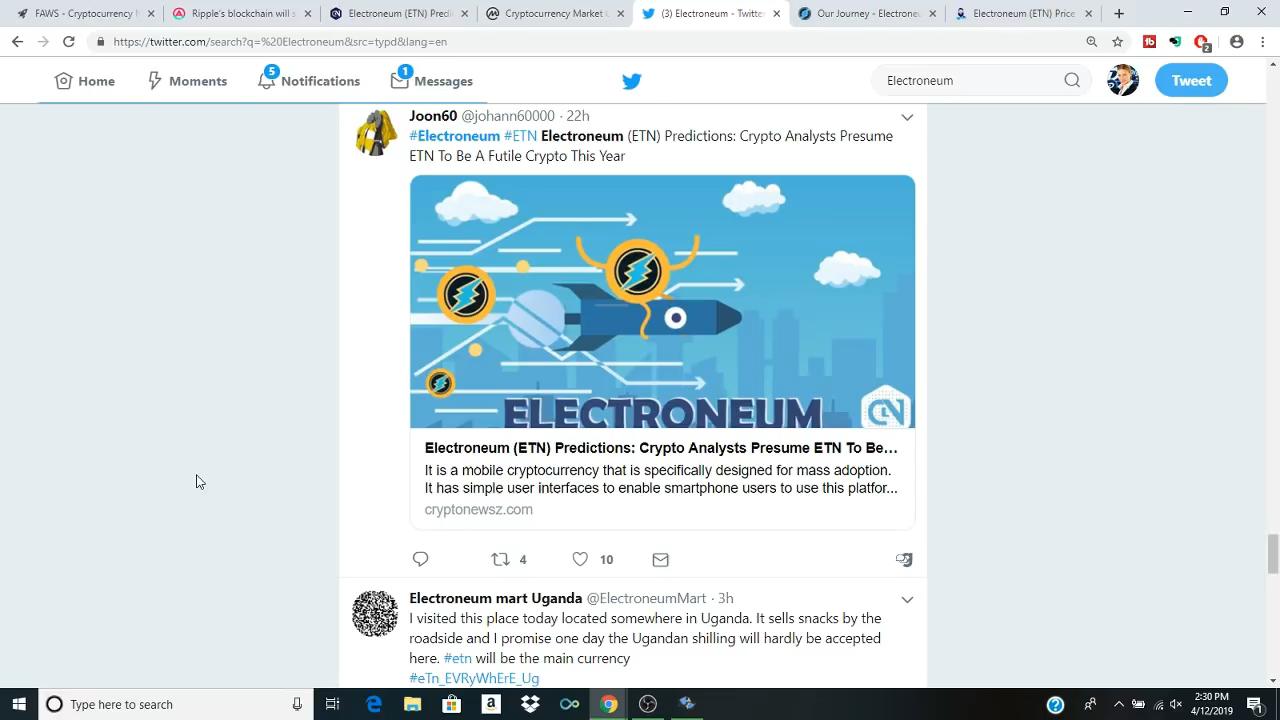 FAWS - Cryptocurrency
Ripple's blockchain will s
Electroneum (ETN) Predi
Cryptocurrency Market
(3) Electroneum - Twitter
Our Journey - Electroneu
Electroneum (ETN) Price
https://twitter.com/search?q=%20Electroneum&src=typd&lang=en
2
Home
Moments
5
Notifications
1
Messages
Electroneum
Tweet
Joon60 @johann60000 · 22h
#Electroneum #ETN Electroneum (ETN) Predictions: Crypto Analysts Presume
ETN To Be A Futile Crypto This Year
ELECTRONEUM
CN
Electroneum (ETN) Predictions: Crypto Analysts Presume ETN To Be...
It is a mobile cryptocurrency that is specifically designed for mass adoption.
It has simple user interfaces to enable smartphone users to use this platfor...
cryptonewsz.com
4
10
Electroneum mart Uganda @ElectroneumMart · 3h
I visited this place today located somewhere in Uganda. It sells snacks by the
roadside and I promise one day the Ugandan shilling will hardly be accepted
here. #etn will be the main currency
#eTn_EVRyWhErE_Ug
Type here to search
2:30 PM
4/12/2019
1